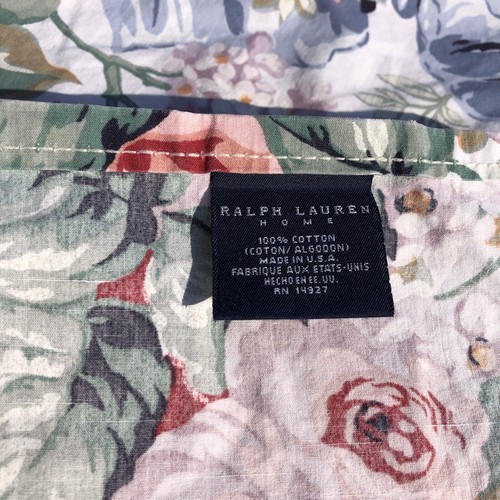 RALPH LAUREN
HOME
100% COTTON
(COTON/ ALGODON)
MADE IN U.S.A.
FABRIQUE AUX ETATS-UNIS
HECHO EN EE.UU.
RN 14927